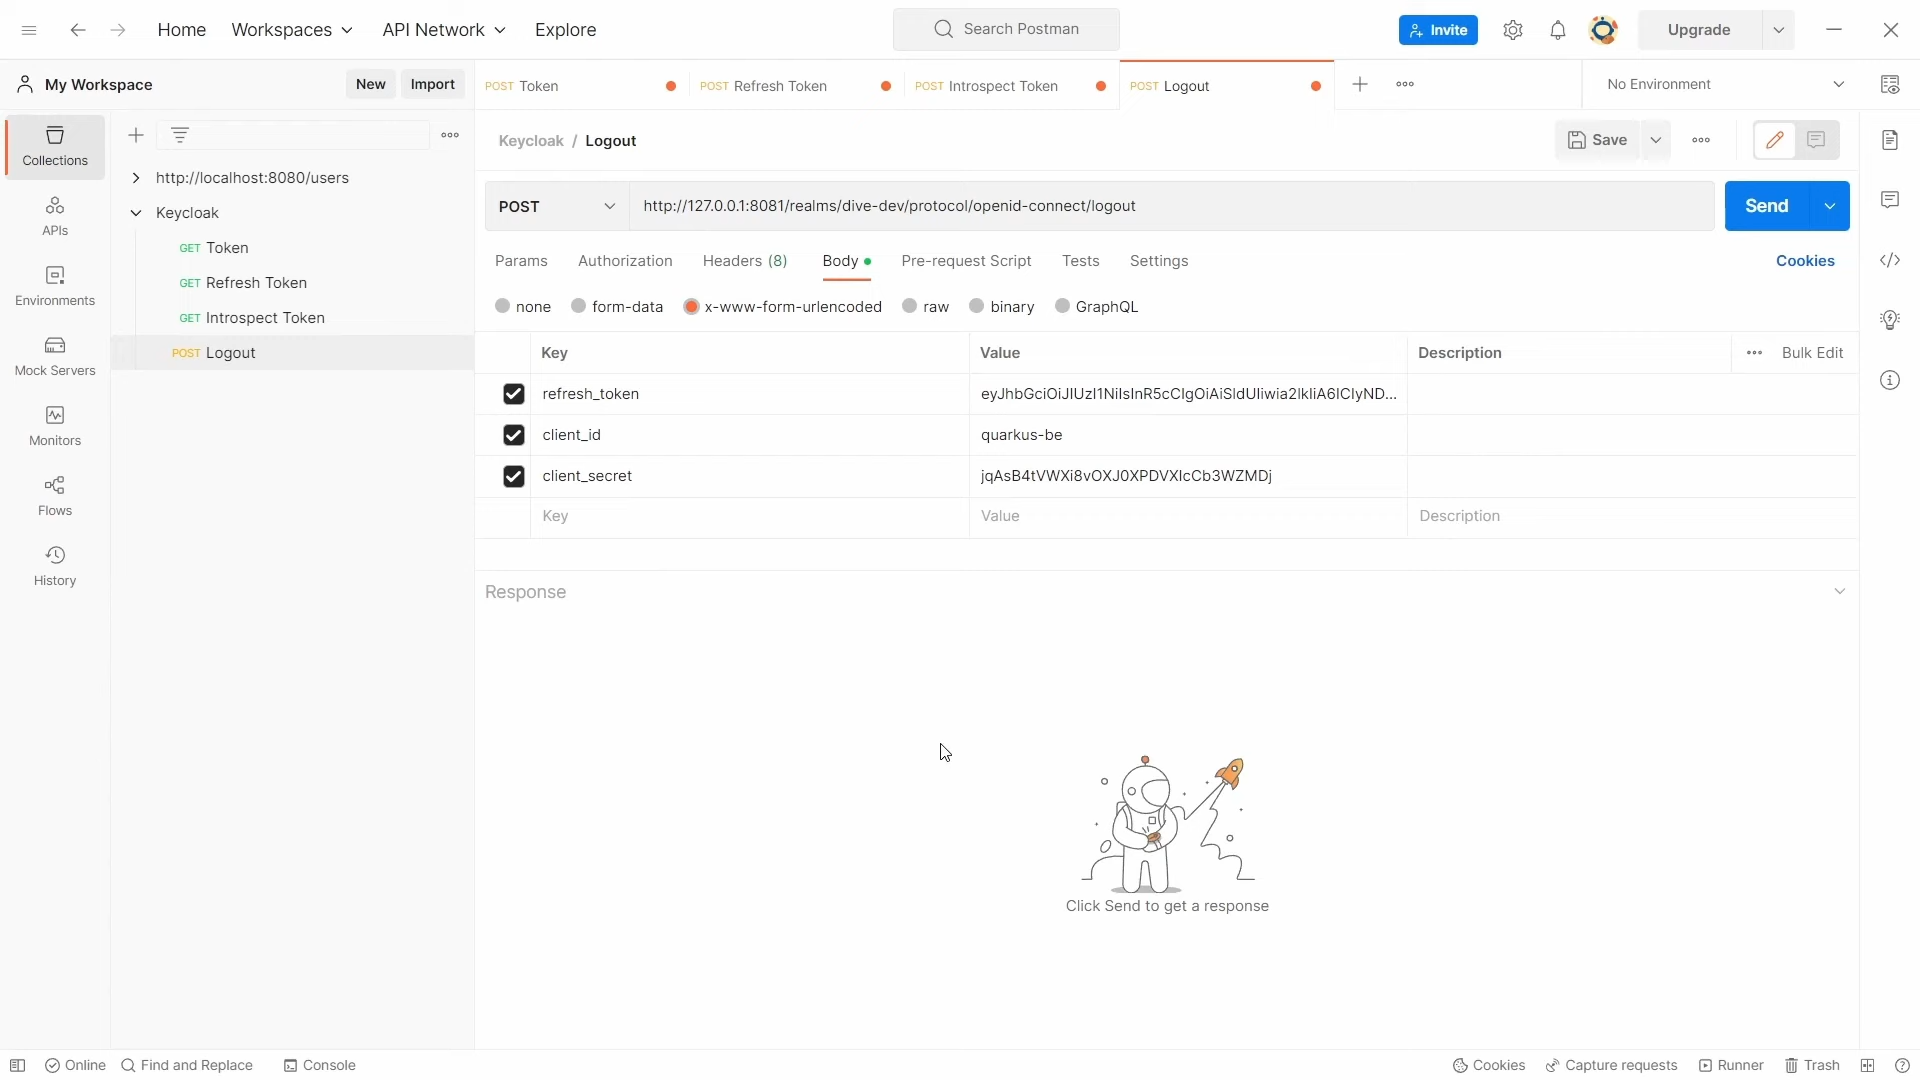 Home Workspaces API Network Explore Search Postman Invite Upgrade
My Workspace New Import POST Token POST Refresh Token POST Introspect Token POST Logout No Environment
Collections
APIs
Environments
Mock Servers
Monitors
Flows
History
http://localhost:8080/users
Keycloak
GET Token
GET Refresh Token
GET Introspect Token
POST Logout
Keycloak / Logout Save
POST http://127.0.0.1:8081/realms/dive-dev/protocol/openid-connect/logout Send
Params Authorization Headers (8) Body Pre-request Script Tests Settings Cookies
none form-data x-www-form-urlencoded raw binary GraphQL
Key Value Description Bulk Edit
refresh_token
client_id quarkus-be
client_secret
Key Value Description
Response
Click Send to get a response
Online Find and Replace Console Cookies Capture requests Runner Trash